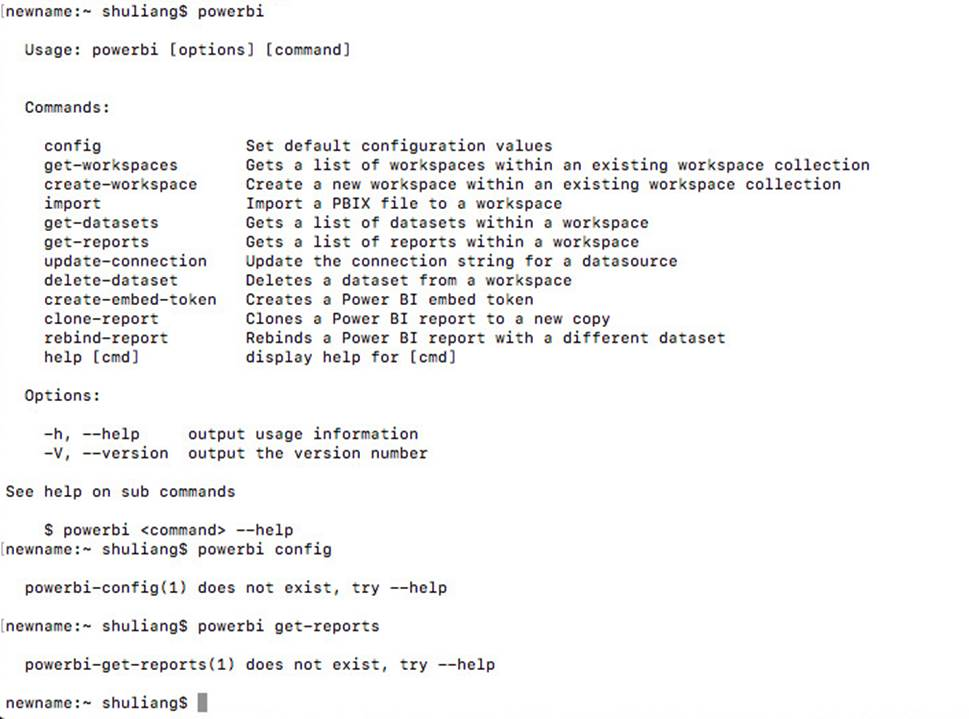 [newname:~ shuliang$ powerbi
Usage: powerbi [options] [command]
Commands:
config Set default configuration values
get-workspaces Gets a list of workspaces within an existing workspace collection
create-workspace Create a new workspace within an existing workspace collection
import Import a PBIX file to a workspace
get-datasets Gets a list of datasets within a workspace
get-reports Gets a list of reports within a workspace
update-connection Update the connection string for a datasource
delete-dataset Deletes a dataset from a workspace
create-embed-token Creates a Power BI embed token
clone-report Clones a Power BI report to a new copy
rebind-report Rebinds a Power BI report with a different dataset
help [cmd] display help for [cmd]
Options:
-h, --help output usage information
-V, --version output the version number
See help on sub commands
$ powerbi <command> --help
[newname:~ shuliang$ powerbi config
powerbi-config(1) does not exist, try --help
[newname:~ shuliang$ powerbi get-reports
powerbi-get-reports(1) does not exist, try --help
newname:~ shuliang$